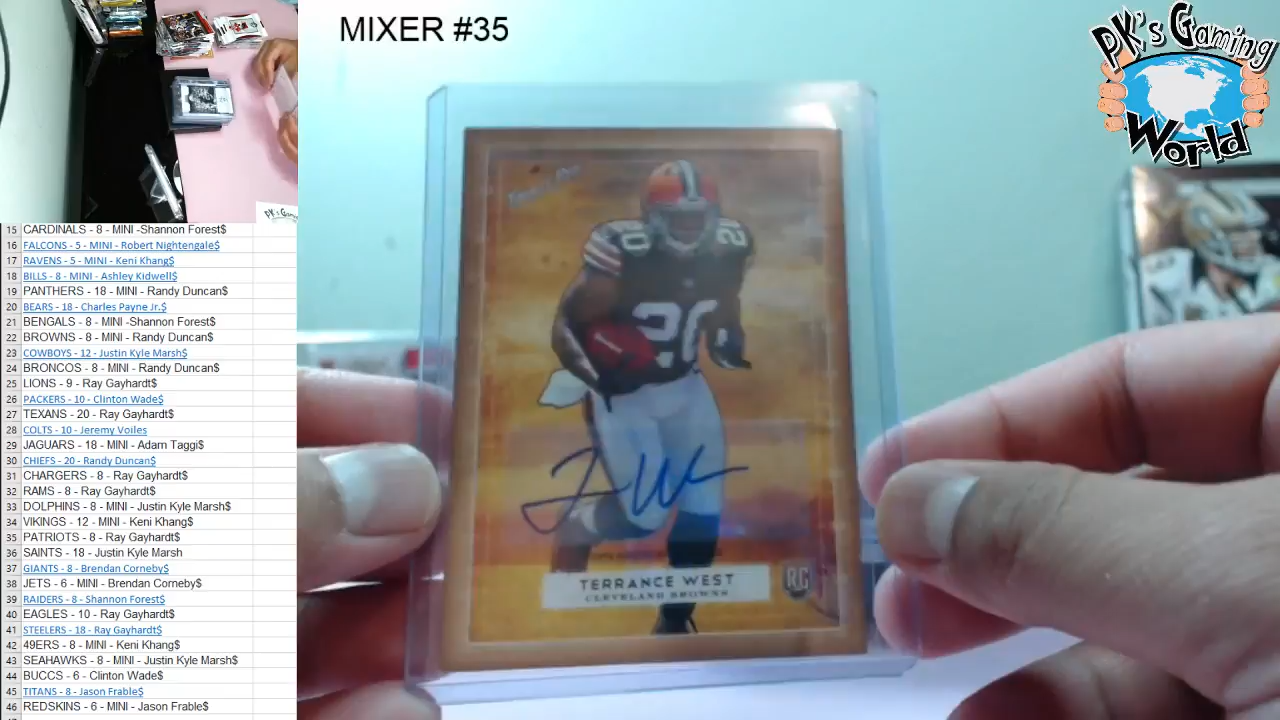 MIXER #35
PK's Gaming
World
PK's Gaming
15 CARDINALS - 8 - MINI -Shannon Forest$
16 FALCONS - 5 - MINI - Robert Nightengale$
17 RAVENS - 5 - MINI - Keni Khang$
18 BILLS - 8 - MINI - Ashley Kidwell$
19 PANTHERS - 18 - MINI - Randy Duncan$
20 BEARS - 18 - Charles Payne Jr.$
21 BENGALS - 8 - MINI -Shannon Forest$
22 BROWNS - 8 - MINI - Randy Duncan$
23 COWBOYS - 12 - Justin Kyle Marsh$
24 BRONCOS - 8 - MINI - Randy Duncan$
25 LIONS - 9 - Ray Gayhardt$
26 PACKERS - 10 - Clinton Wade$
27 TEXANS - 20 - Ray Gayhardt$
28 COLTS - 10 - Jeremy Voiles
29 JAGUARS - 18 - MINI - Adam Taggi$
30 CHIEFS - 20 - Randy Duncan$
31 CHARGERS - 8 - Ray Gayhardt$
32 RAMS - 8 - Ray Gayhardt$
33 DOLPHINS - 8 - MINI - Justin Kyle Marsh$
34 VIKINGS - 12 - MINI - Keni Khang$
35 PATRIOTS - 8 - Ray Gayhardt$
36 SAINTS - 18 - Justin Kyle Marsh
37 GIANTS - 8 - Brendan Corneby$
38 JETS - 6 - MINI - Brendan Corneby$
39 RAIDERS - 8 - Shannon Forest$
40 EAGLES - 10 - Ray Gayhardt$
41 STEELERS - 18 - Ray Gayhardt$
42 49ERS - 8 - MINI - Keni Khang$
43 SEAHAWKS - 8 - MINI - Justin Kyle Marsh$
44 BUCCS - 6 - Clinton Wade$
45 TITANS - 8 - Jason Frable$
46 REDSKINS - 6 - MINI - Jason Frable$
20 20
20
TERRANCE WEST
CLEVELAND BROWNS
RC